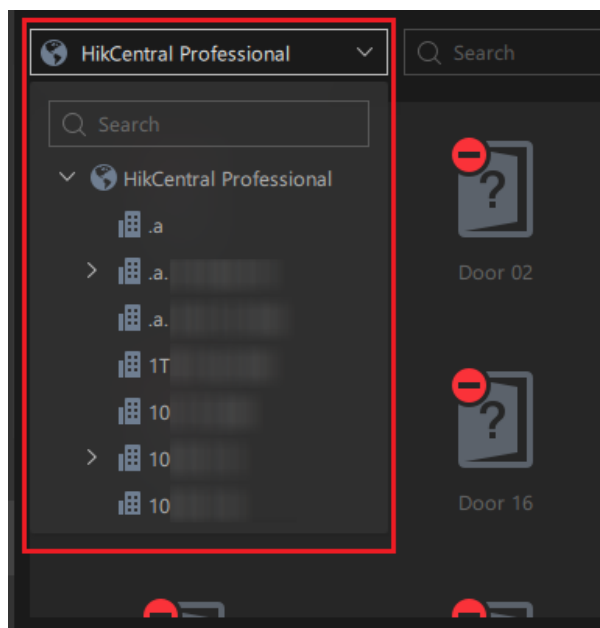 HikCentral Professional
Search
Search
HikCentral Professional
.a
.a.
.a.
1T
10
10
10
?
Door 02
?
Door 16